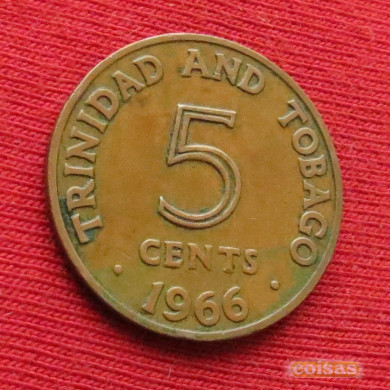 TRINIDAD AND TOBAGO
5
CENTS
· 1966 ·
coisas